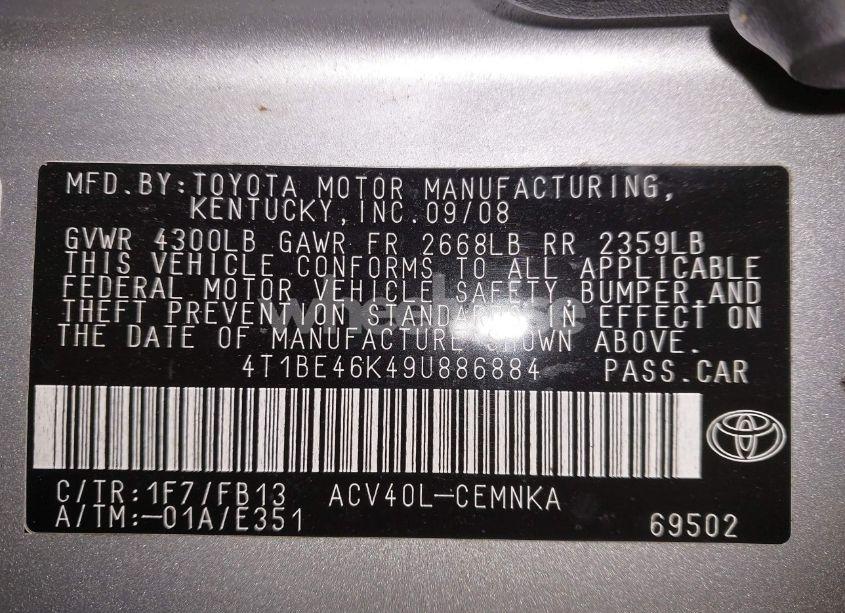 MFD.BY:TOYOTA MOTOR MANUFACTURING,
KENTUCKY,INC.09/08
GVWR 4300LB GAWR FR 2668LB RR 2359LB
THIS VEHICLE CONFORMS TO ALL APPLICABLE
FEDERAL MOTOR VEHICLE SAFETY,BUMPER,AND
THEFT PREVENTION STANDARDS IN EFFECT ON
THE DATE OF MANUFACTURE SHOWN ABOVE.
4T1BE46K49U886884 PASS.CAR
C/TR:1F7/FB13 ACV40L-CEMNKA
A/TM:-01A/E351 69502